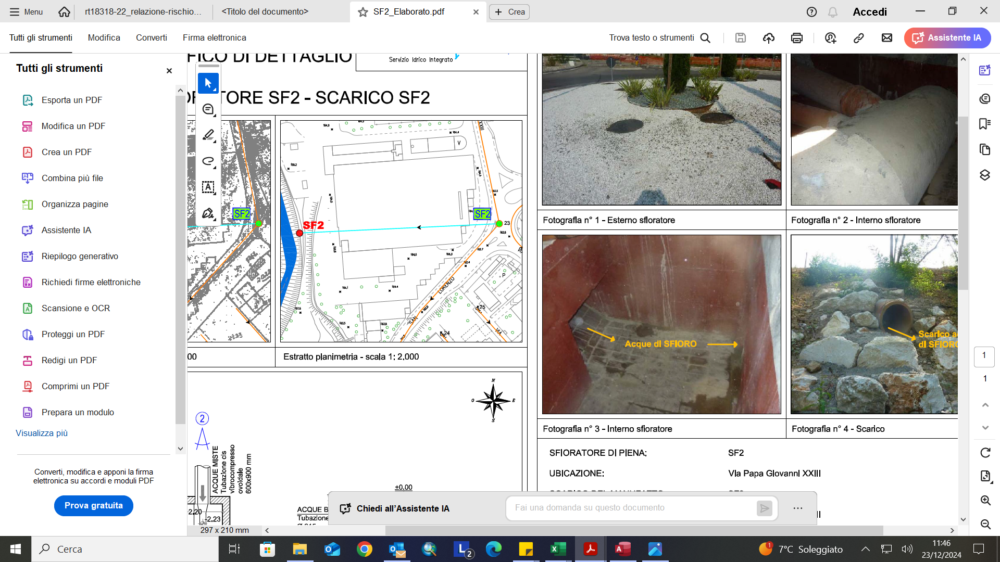 Menu
rt18318-22_relazione-rischio...
<Titolo del documento>
SF2_Elaborato.pdf
Crea
Accedi
Tutti gli strumenti
Modifica
Converti
Firma elettronica
Trova testo o strumenti
Assistente IA
Tutti gli strumenti
Esporta un PDF
Modifica un PDF
Crea un PDF
Combina più file
Organizza pagine
Assistente IA
Riepilogo generativo
Richiedi firme elettroniche
Scansione e OCR
Proteggi un PDF
Redigi un PDF
Comprimi un PDF
Prepara un modulo
Visualizza più
Converti, modifica e apponi la firma
elettronica su accordi e moduli PDF
Prova gratuita
FICO DI DETTAGLIO
Servizio Idrico Integrato
TORE SF2 - SCARICO SF2
SF2
SF2
SF2
23
XXIII
V
P
SAN
LORENZO
VIA
25
24
00
Estratto planimetria - scala 1: 2.000
N
O
E
S
2
ACQUE MISTE
Tubazione cls
vibrocompresso
ovoidale
600x900 mm
-2.20
-2.23
±0.00
ACQUE B
Tubazione
Fotografia n° 1 - Esterno sfioratore
Fotografia n° 2 - Interno sfioratore
Acque di SFIORO
Scarico a
di SFIORO
Fotografia n° 3 - Interno sfioratore
Fotografia n° 4 - Scarico
SFIORATORE DI PIENA:
SF2
UBICAZIONE:
Via Papa Giovanni XXIII
Chiedi all'Assistente IA
Fai una domanda su questo documento
1
1
297 x 210 mm
Cerca
2
1
7°C Soleggiato
11:46
23/12/2024